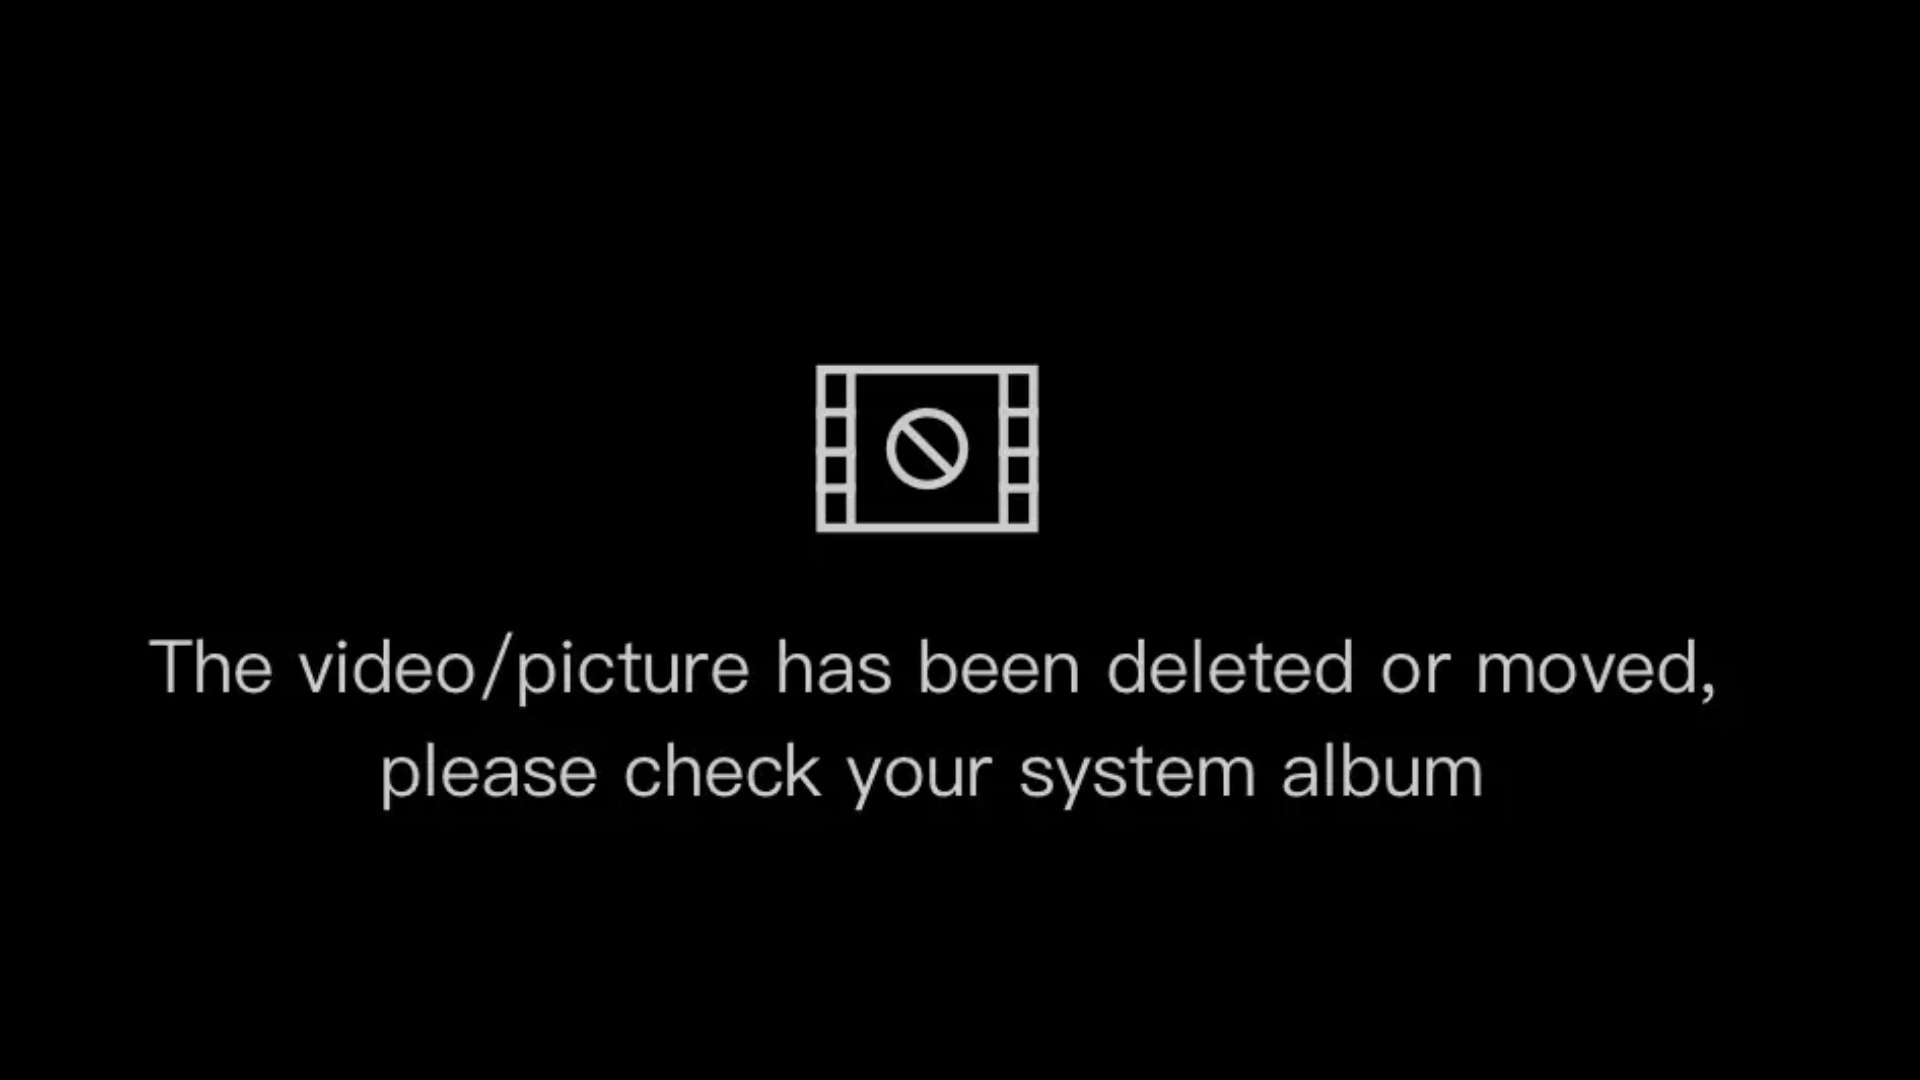 The video/picture has been deleted or moved,
please check your system album